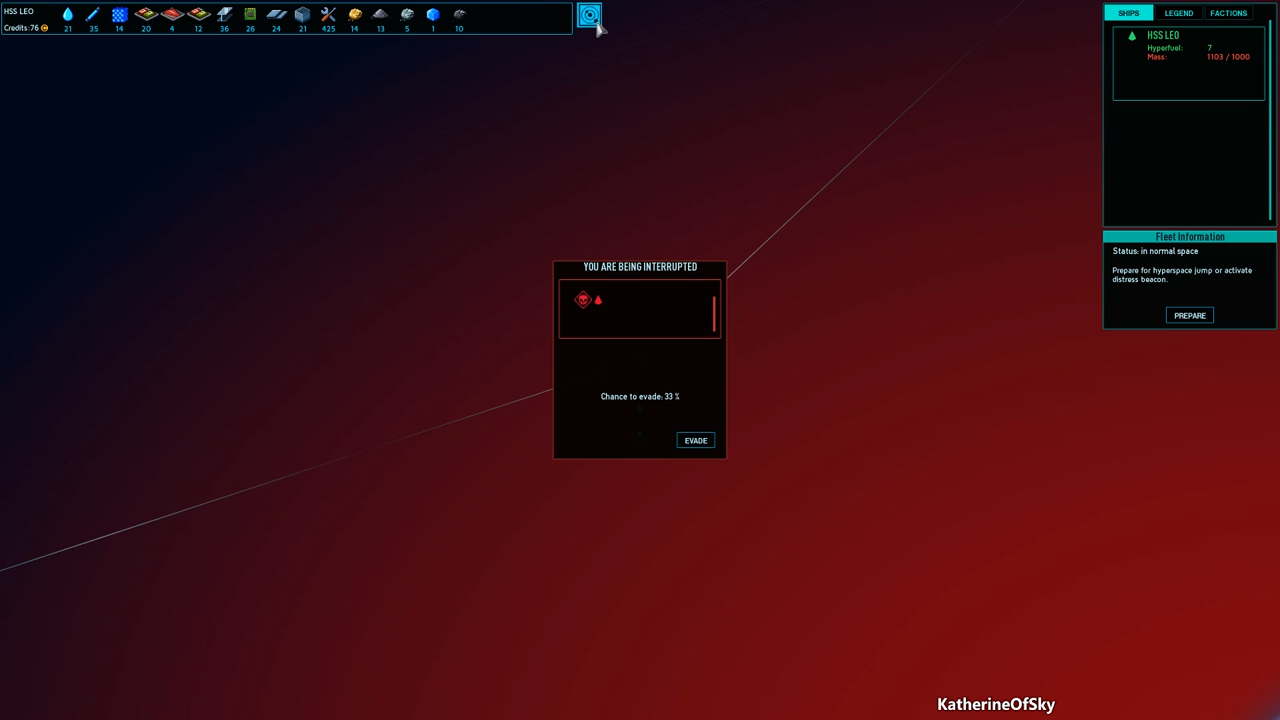 HSS LEO
Credits:76
21 35 14 20 4 12 36 26 24 21 425 14 13 5 1 10
SHIPS LEGEND FACTIONS
HSS LEO
Hyperfuel: 7
Mass: 1103 / 1000
Fleet Information
Status: in normal space
Prepare for hyperspace jump or activate
distress beacon.
PREPARE
YOU ARE BEING INTERRUPTED
Chance to evade: 33 %
EVADE
KatherineOfSky